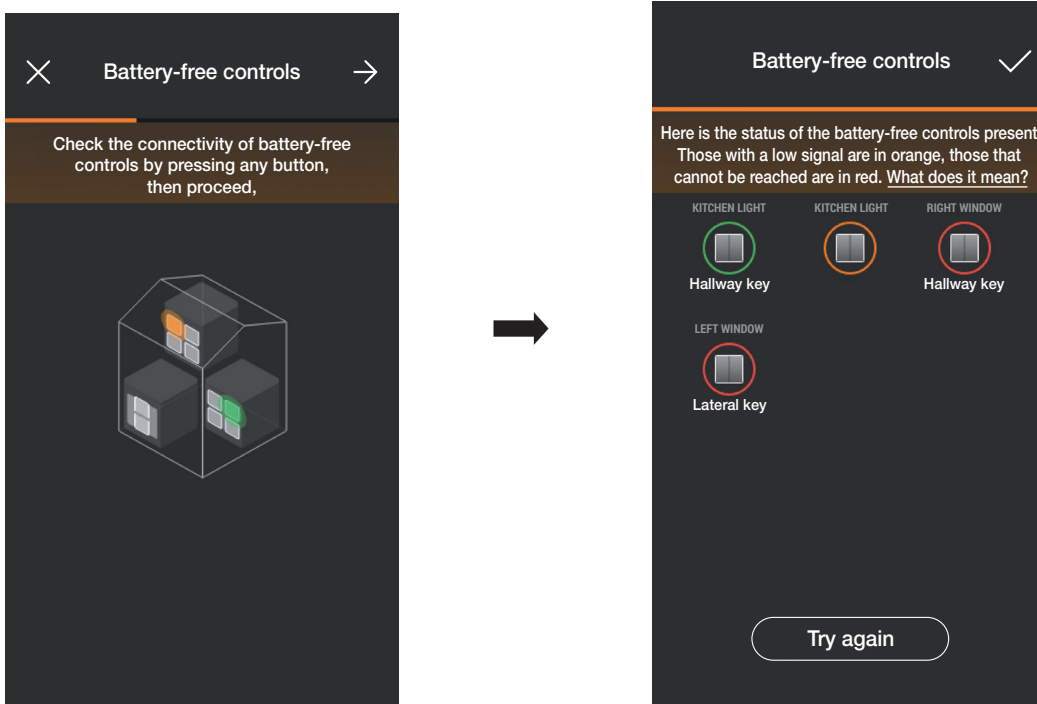 Battery-free controls
Check the connectivity of battery-free
controls by pressing any button,
then proceed,
Battery-free controls
Here is the status of the battery-free controls present
Those with a low signal are in orange, those that
cannot be reached are in red. What does it mean?
KITCHEN LIGHT KITCHEN LIGHT RIGHT WINDOW
Hallway key Hallway key
LEFT WINDOW
Lateral key
Try again